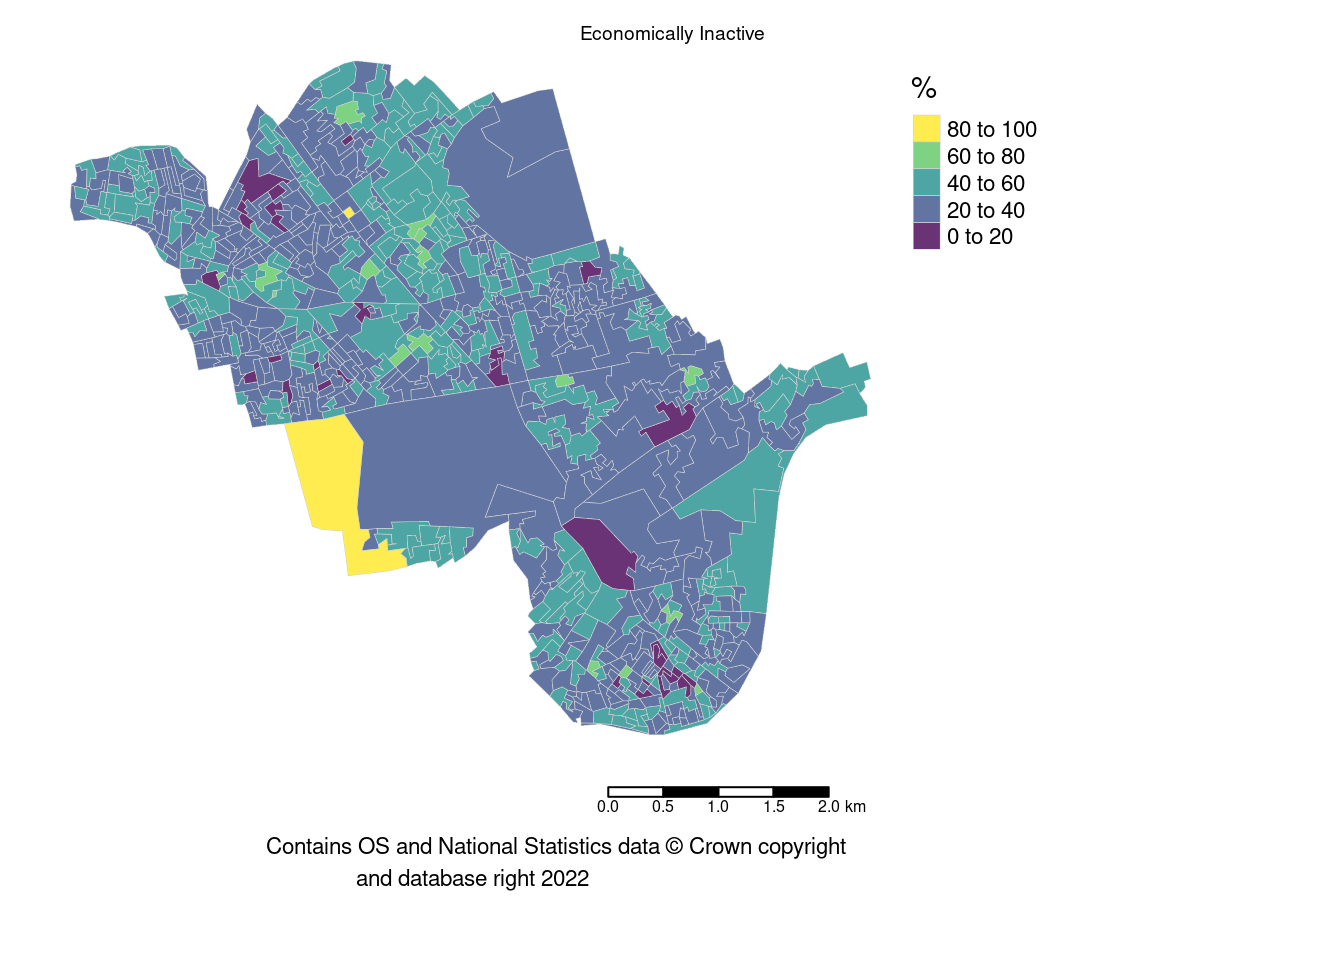 Economically Inactive
%
80 to 100
60 to 80
40 to 60
20 to 40
0 to 20
0.0 0.5 1.0 1.5 2.0 km
Contains OS and National Statistics data © Crown copyright
and database right 2022